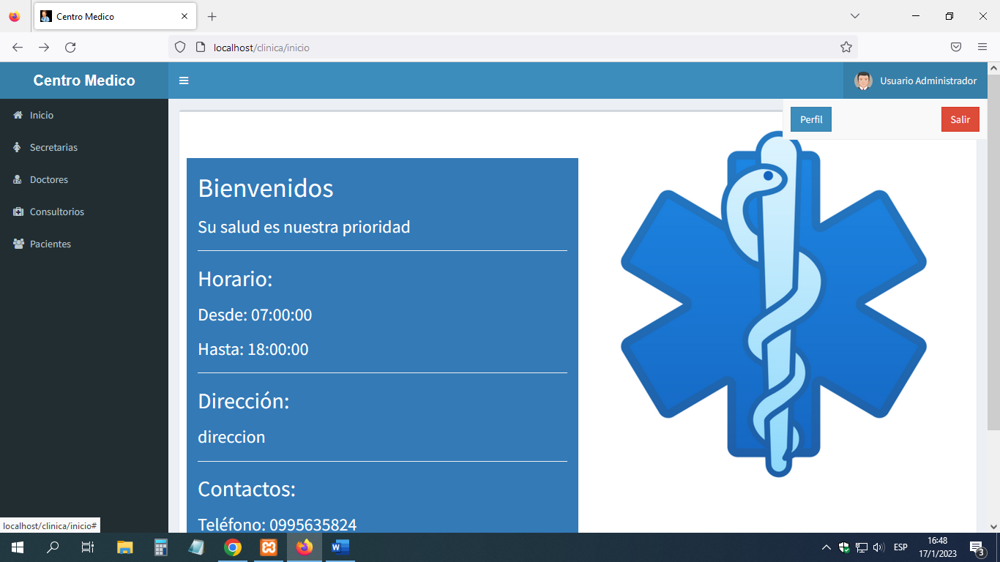 Centro Medico
localhost/clinica/inicio
Centro Medico
Usuario Administrador
Inicio
Secretarias
Doctores
Consultorios
Pacientes
Perfil
Salir
Bienvenidos
Su salud es nuestra prioridad
Horario:
Desde: 07:00:00
Hasta: 18:00:00
Dirección:
direccion
Contactos:
Teléfono: 0995635824
localhost/clinica/inicio#
ESP
16:48
17/1/2023
3